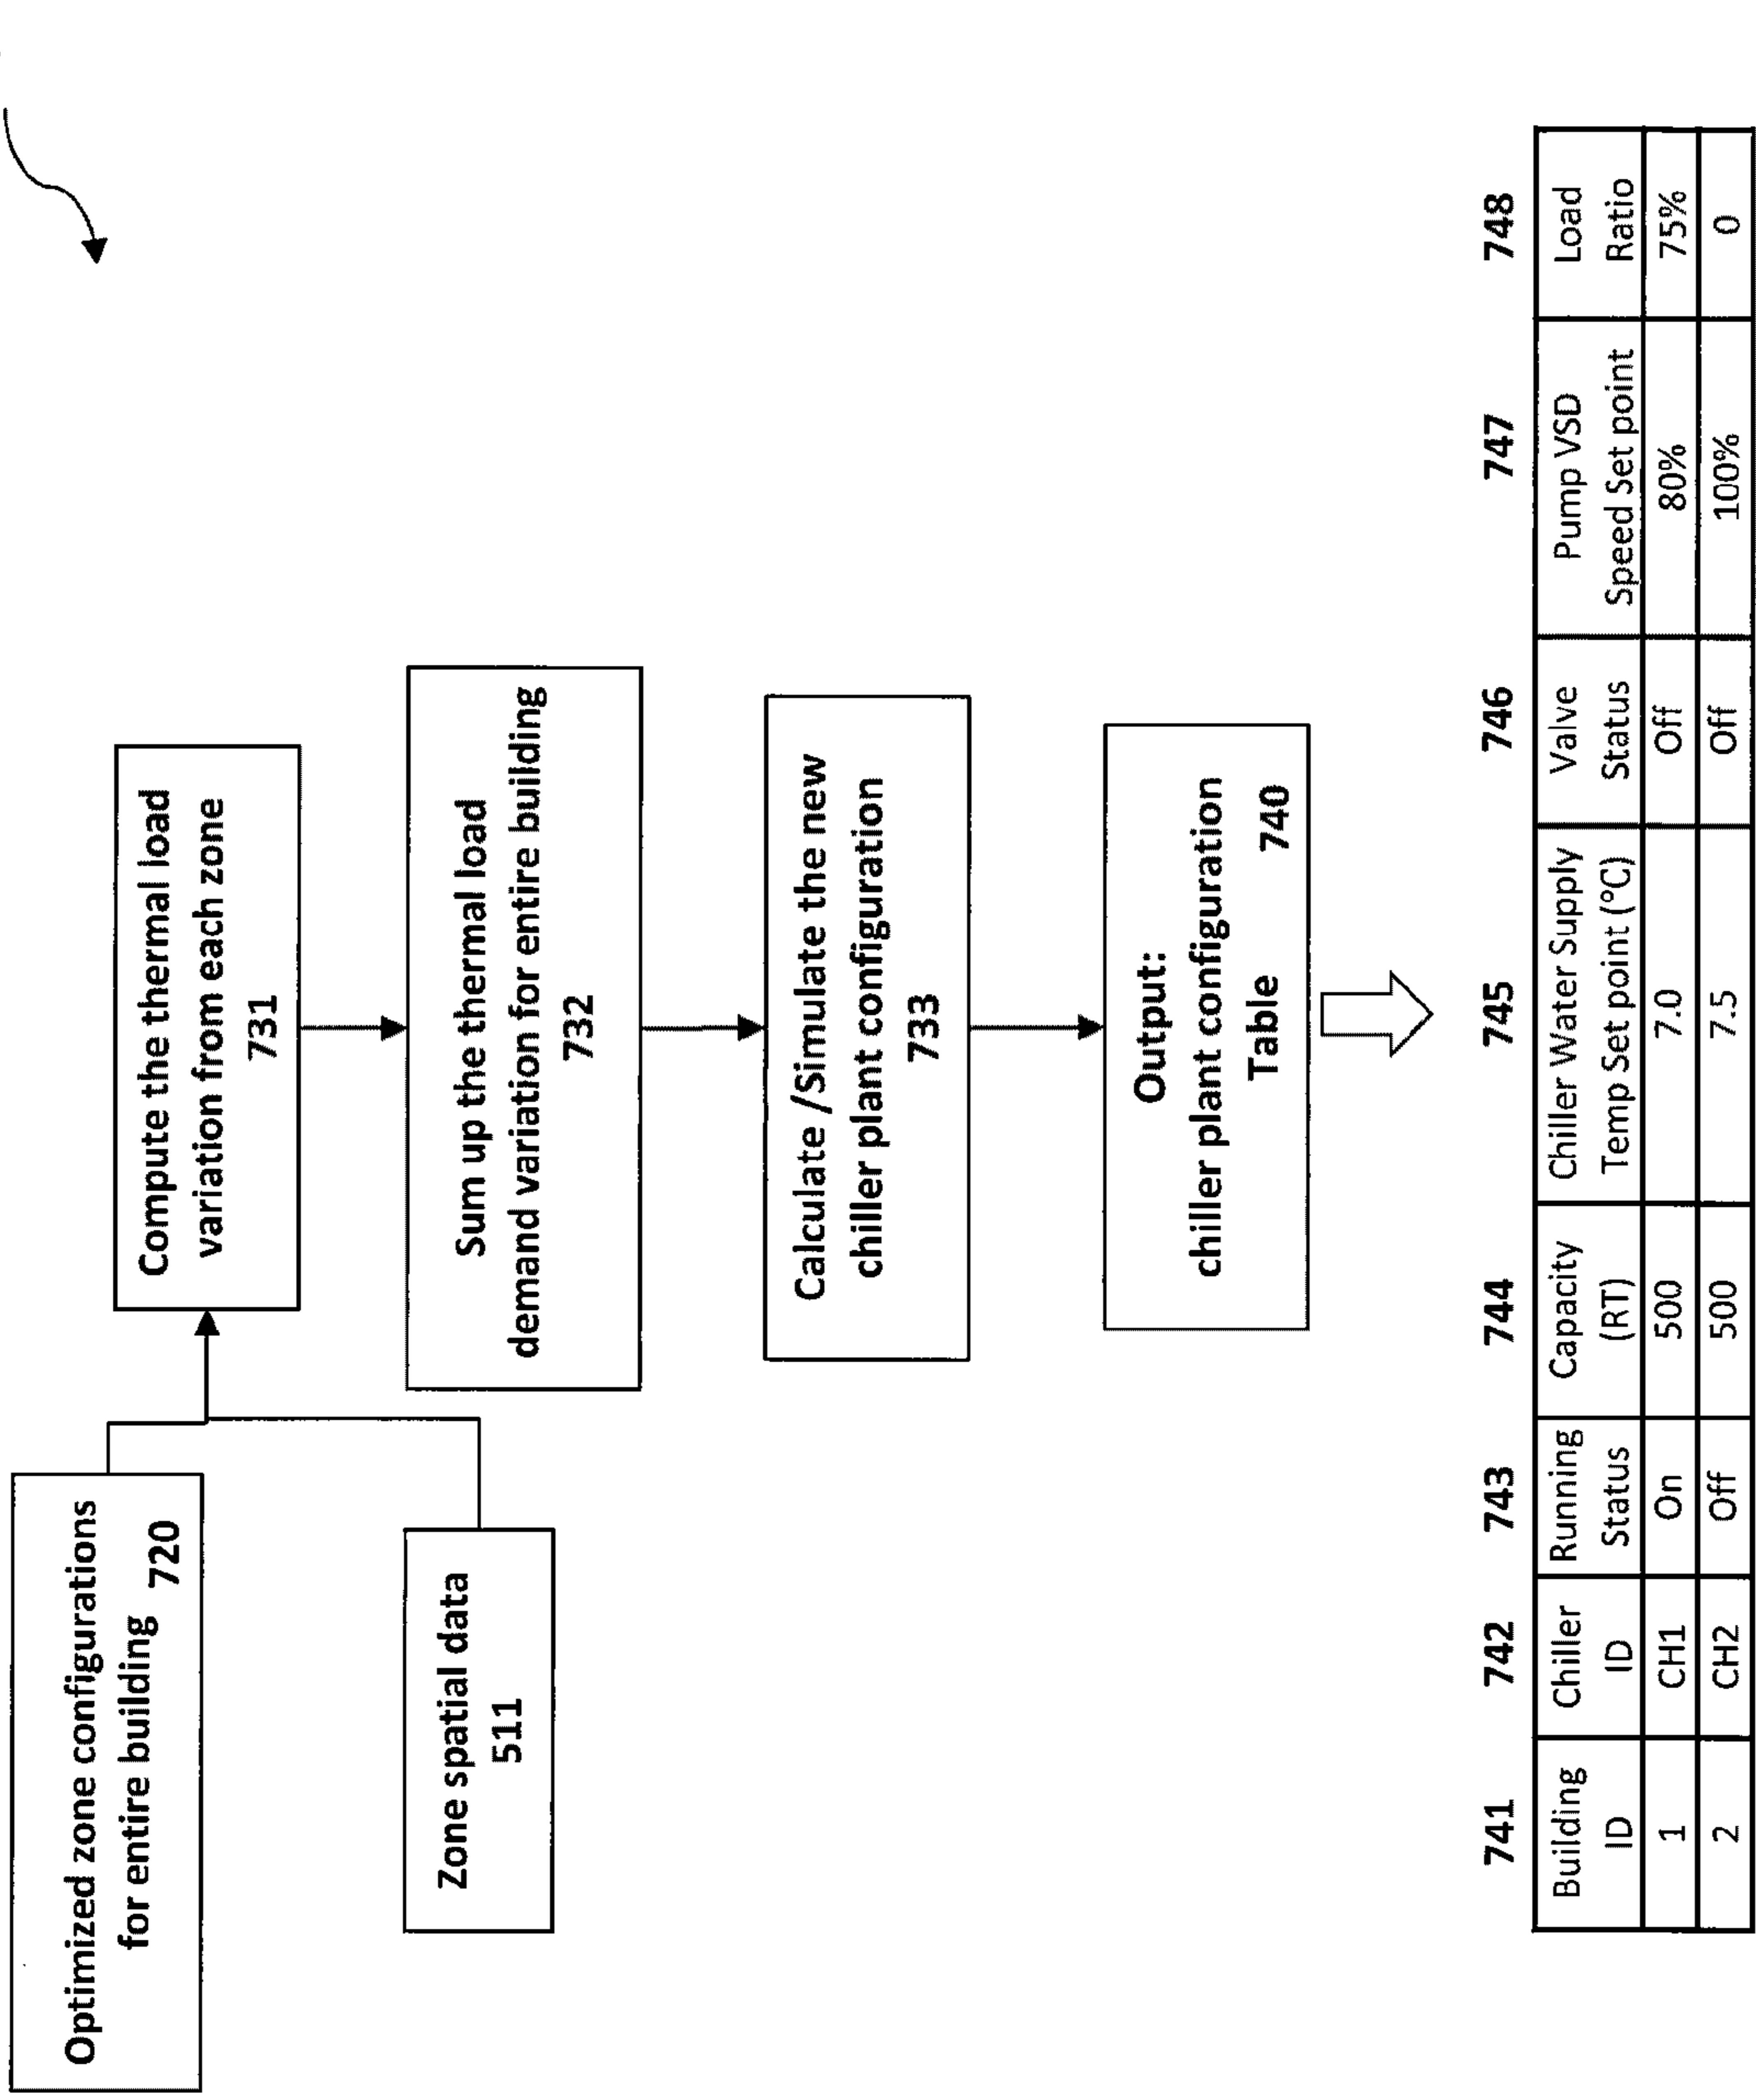 Optimized zone configurations
for entire building 720
Zone spatial data
511
Compute the thermal load
variation from each zone
731
Sum up the thermal load
demand variation for entire building
732
Calculate /Simulate the new
chiller plant configuration
733
Output:
chiller plant configuration
Table 740
741 742 743 744 745 746 747 748
Building Chiller Running Capacity Chiller Water Supply Valve Pump VSD Load
ID ID Status (RT) Temp Set point (°C) Status Speed Set point Ratio
1 CH1 On 500 7.0 Off 80% 75%
2 CH2 Off 500 7.5 Off 100% 0